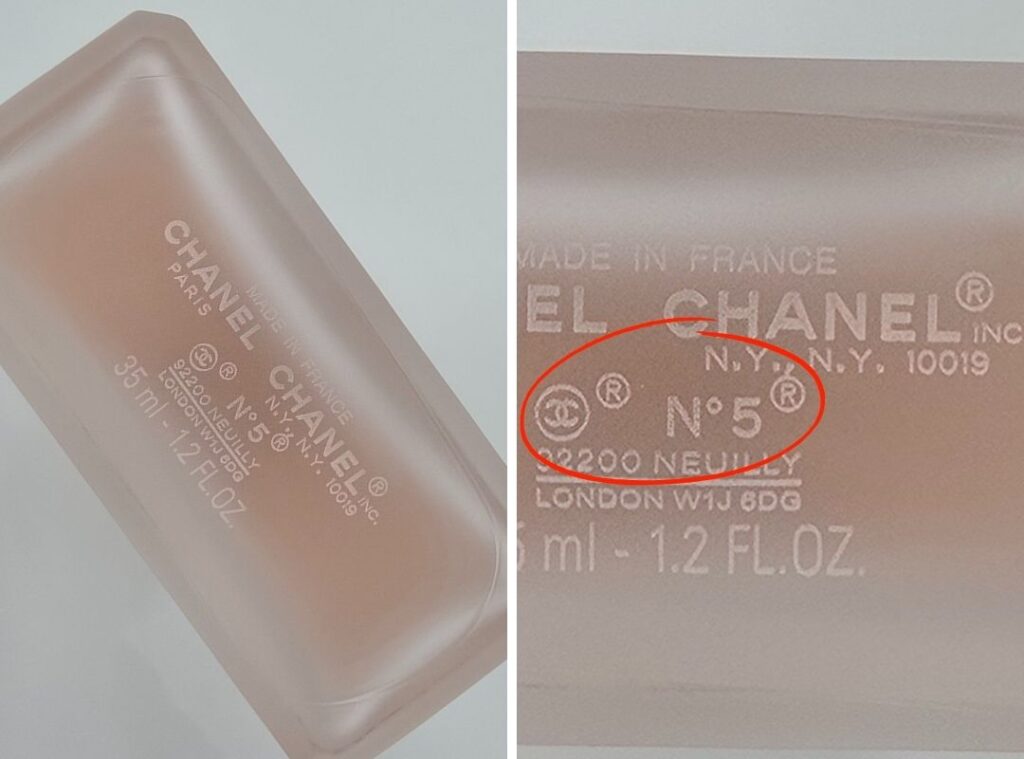 MADE IN FRANCE
CHANEL CHANEL®INC.
PARIS N.Y., N.Y. 10019
® N°5®
92200 NEUILLY
LONDON W1J 6DG
35 ml - 1.2 FL.OZ.
MADE IN FRANCE
EL CHANEL®INC
N.Y., N.Y. 10019
® N°5®
92200 NEUILLY
LONDON W1J 6DG
5 ml - 1.2 FL.OZ.